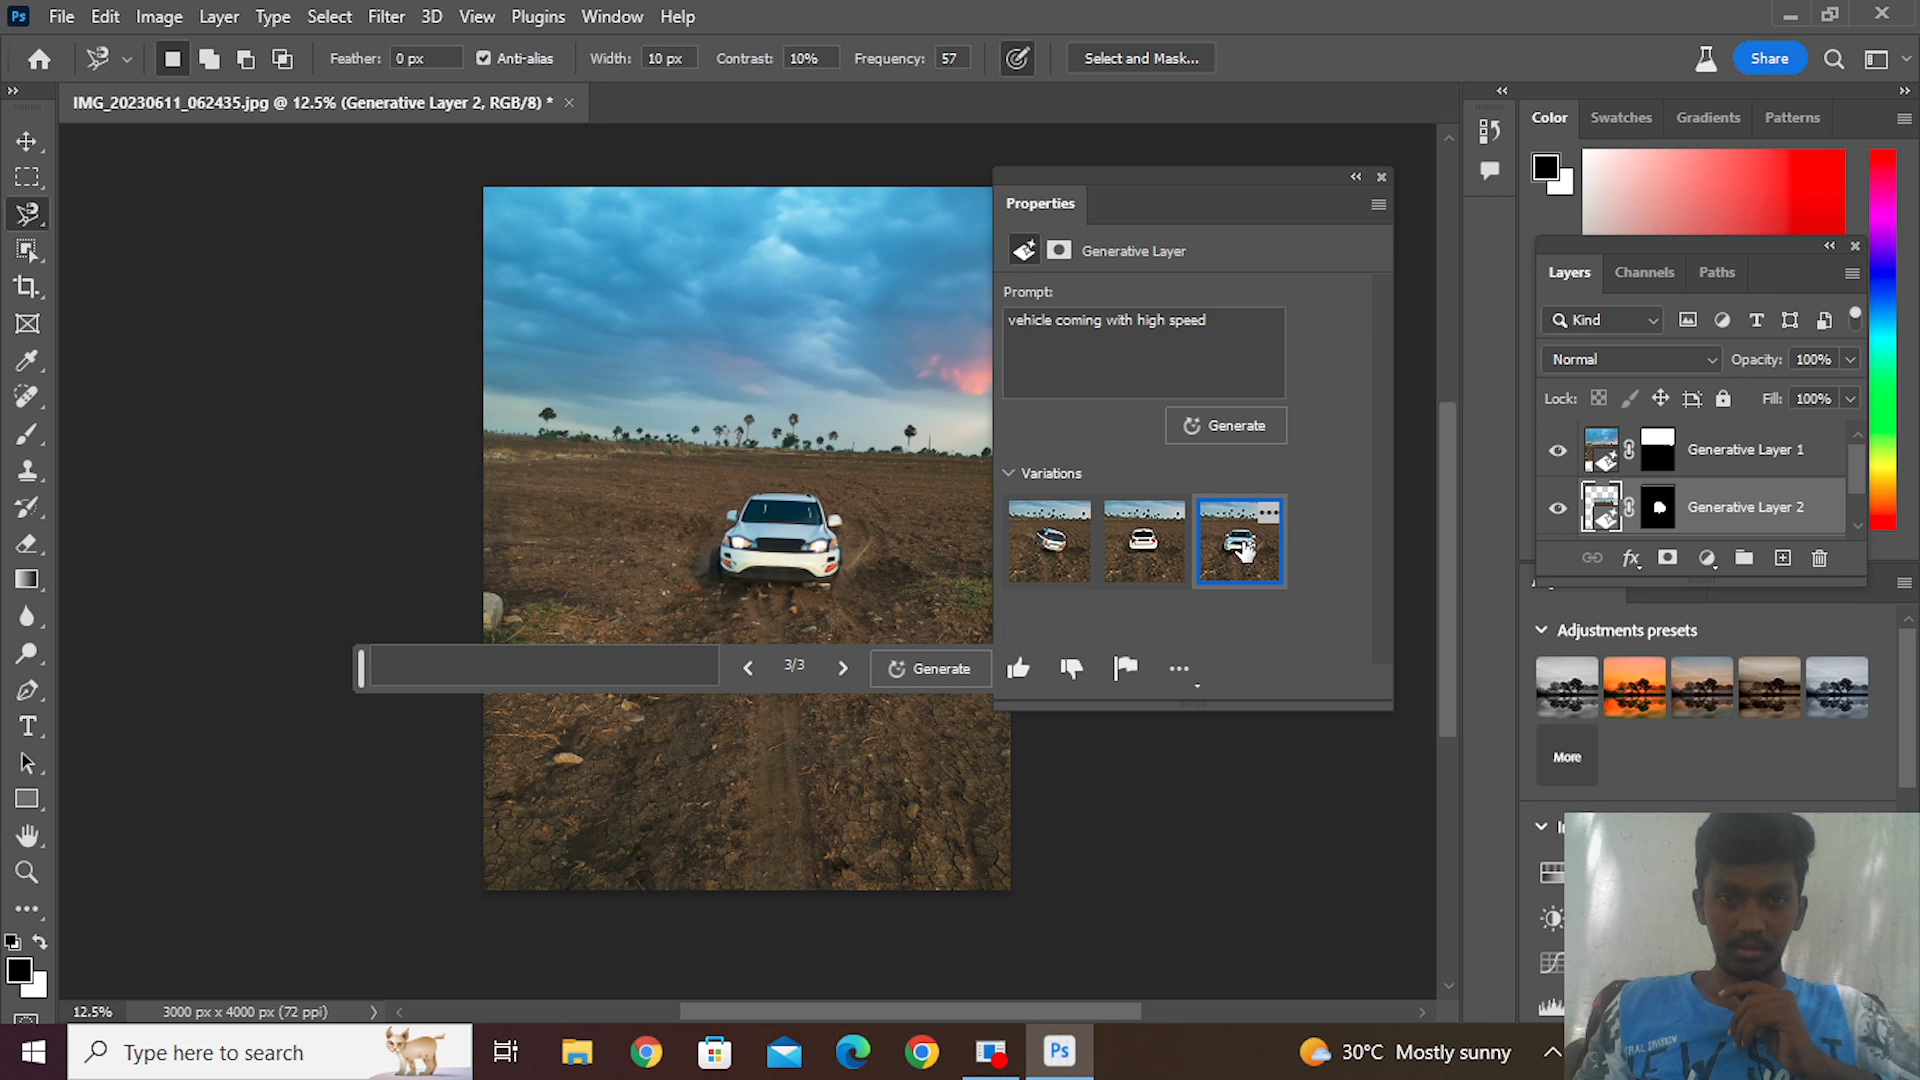 Ps File Edit Image Layer Type Select Filter 3D View Plugins Window Help
Feather: 0 px Anti-alias Width: 10 px Contrast: 10% Frequency: 57 Select and Mask... Share
IMG_20230611_062435.jpg @ 12.5% (Generative Layer 2, RGB/8) *
Color Swatches Gradients Patterns
Properties
Generative Layer
Prompt:
vehicle coming with high speed
Generate
Variations
3/3 Generate
Layers Channels Paths
Kind
Normal Opacity: 100%
Lock: Fill: 100%
Generative Layer 1
Generative Layer 2
fx
Adjustments presets
More
12.5% 3000 px x 4000 px (72 ppi)
Type here to search
Ps
30°C Mostly sunny